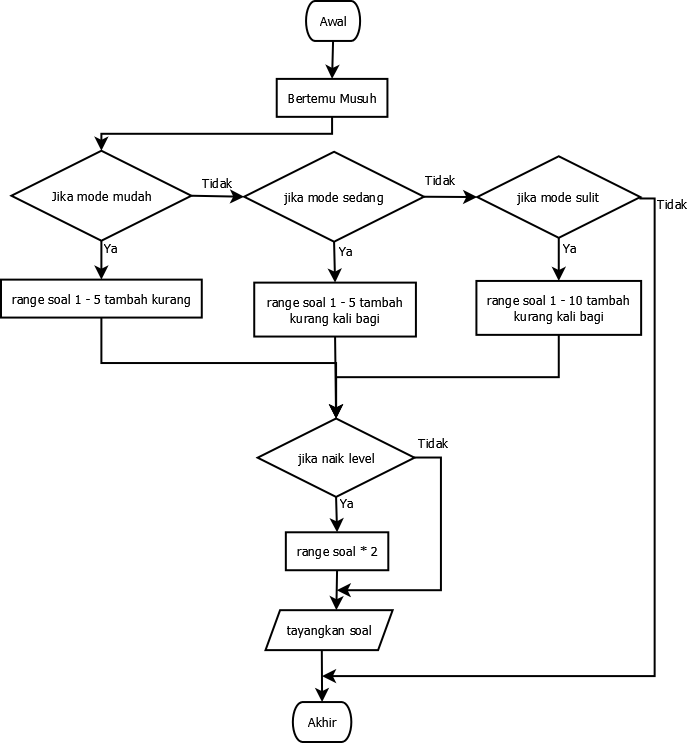 Awal
Bertemu Musuh
Jika mode mudah
Tidak
jika mode sedang
Tidak
jika mode sulit
Tidak
Ya
Ya
Ya
range soal 1 - 5 tambah kurang
range soal 1 - 5 tambah
kurang kali bagi
range soal 1 - 10 tambah
kurang kali bagi
jika naik level
Tidak
Ya
range soal * 2
tayangkan soal
Akhir